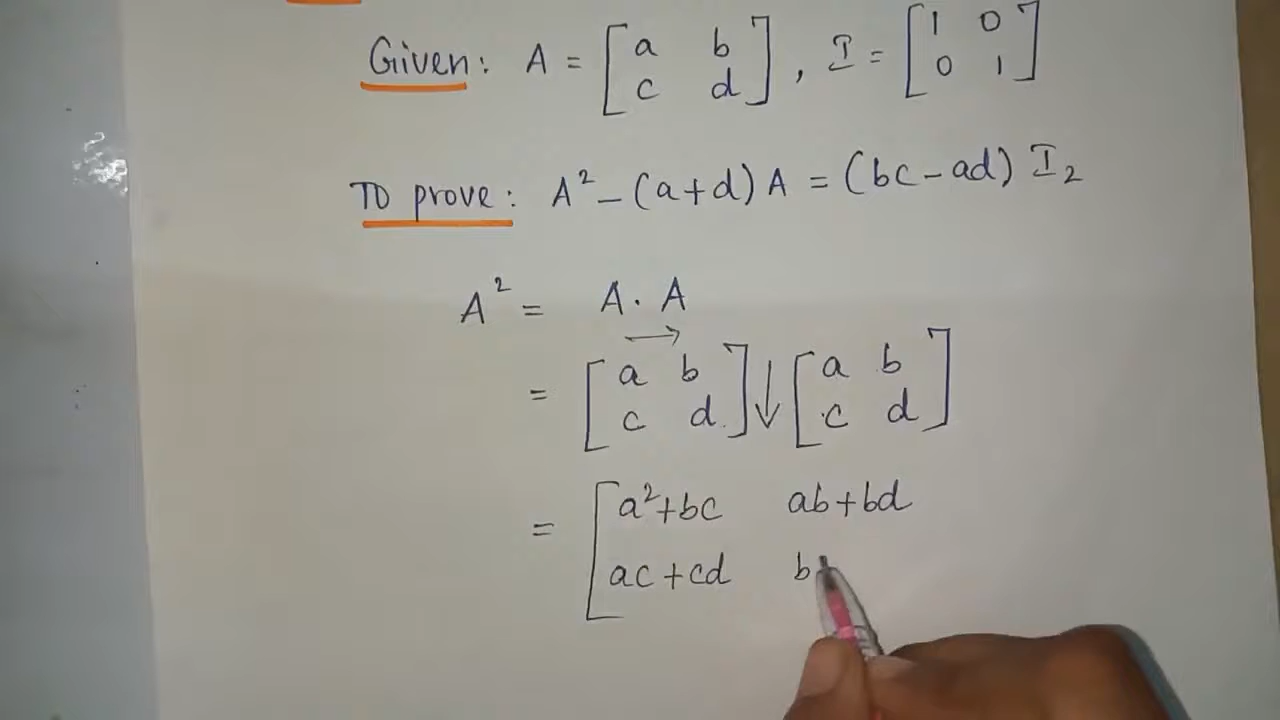 Given: A = [a b c d], I = [1 0 0 1]
To prove: A² - (a+d) A = (bc - ad) I₂
A² = A · A
= [a b c d] ↓ [a b c d]
= [a²+bc ab+bd
ac+cd b